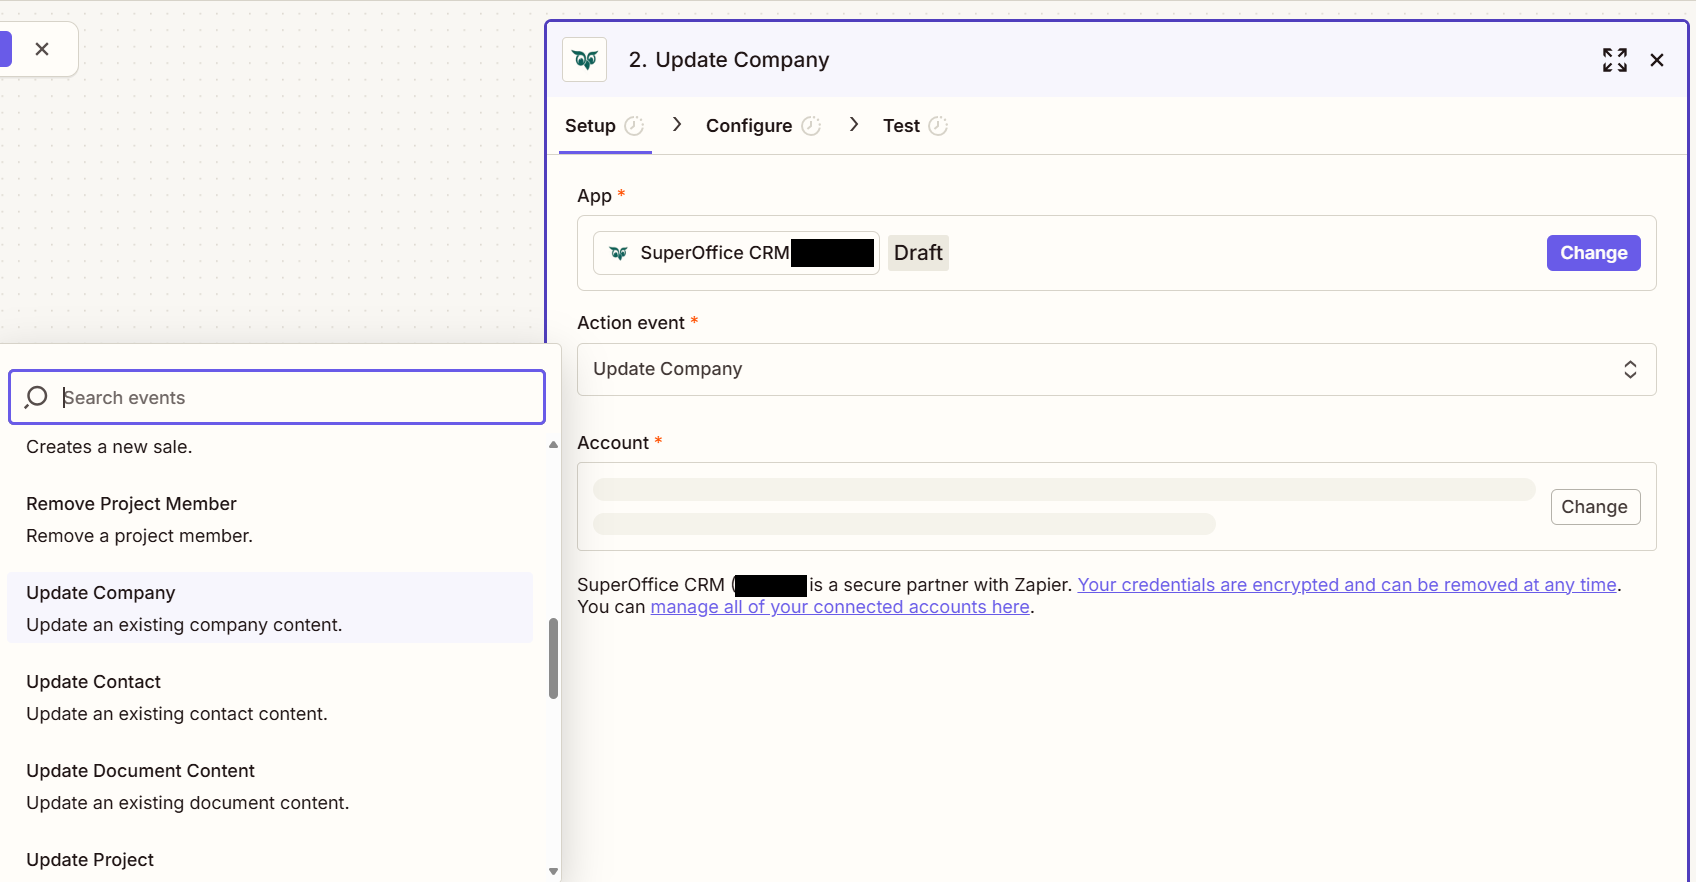 2. Update Company
Setup
Configure
Test
App *
SuperOffice CRM
Draft
Change
Action event *
Update Company
Account *
Change
SuperOffice CRM ( is a secure partner with Zapier. Your credentials are encrypted and can be removed at any time.
You can manage all of your connected accounts here.
Search events
Creates a new sale.
Remove Project Member
Remove a project member.
Update Company
Update an existing company content.
Update Contact
Update an existing contact content.
Update Document Content
Update an existing document content.
Update Project